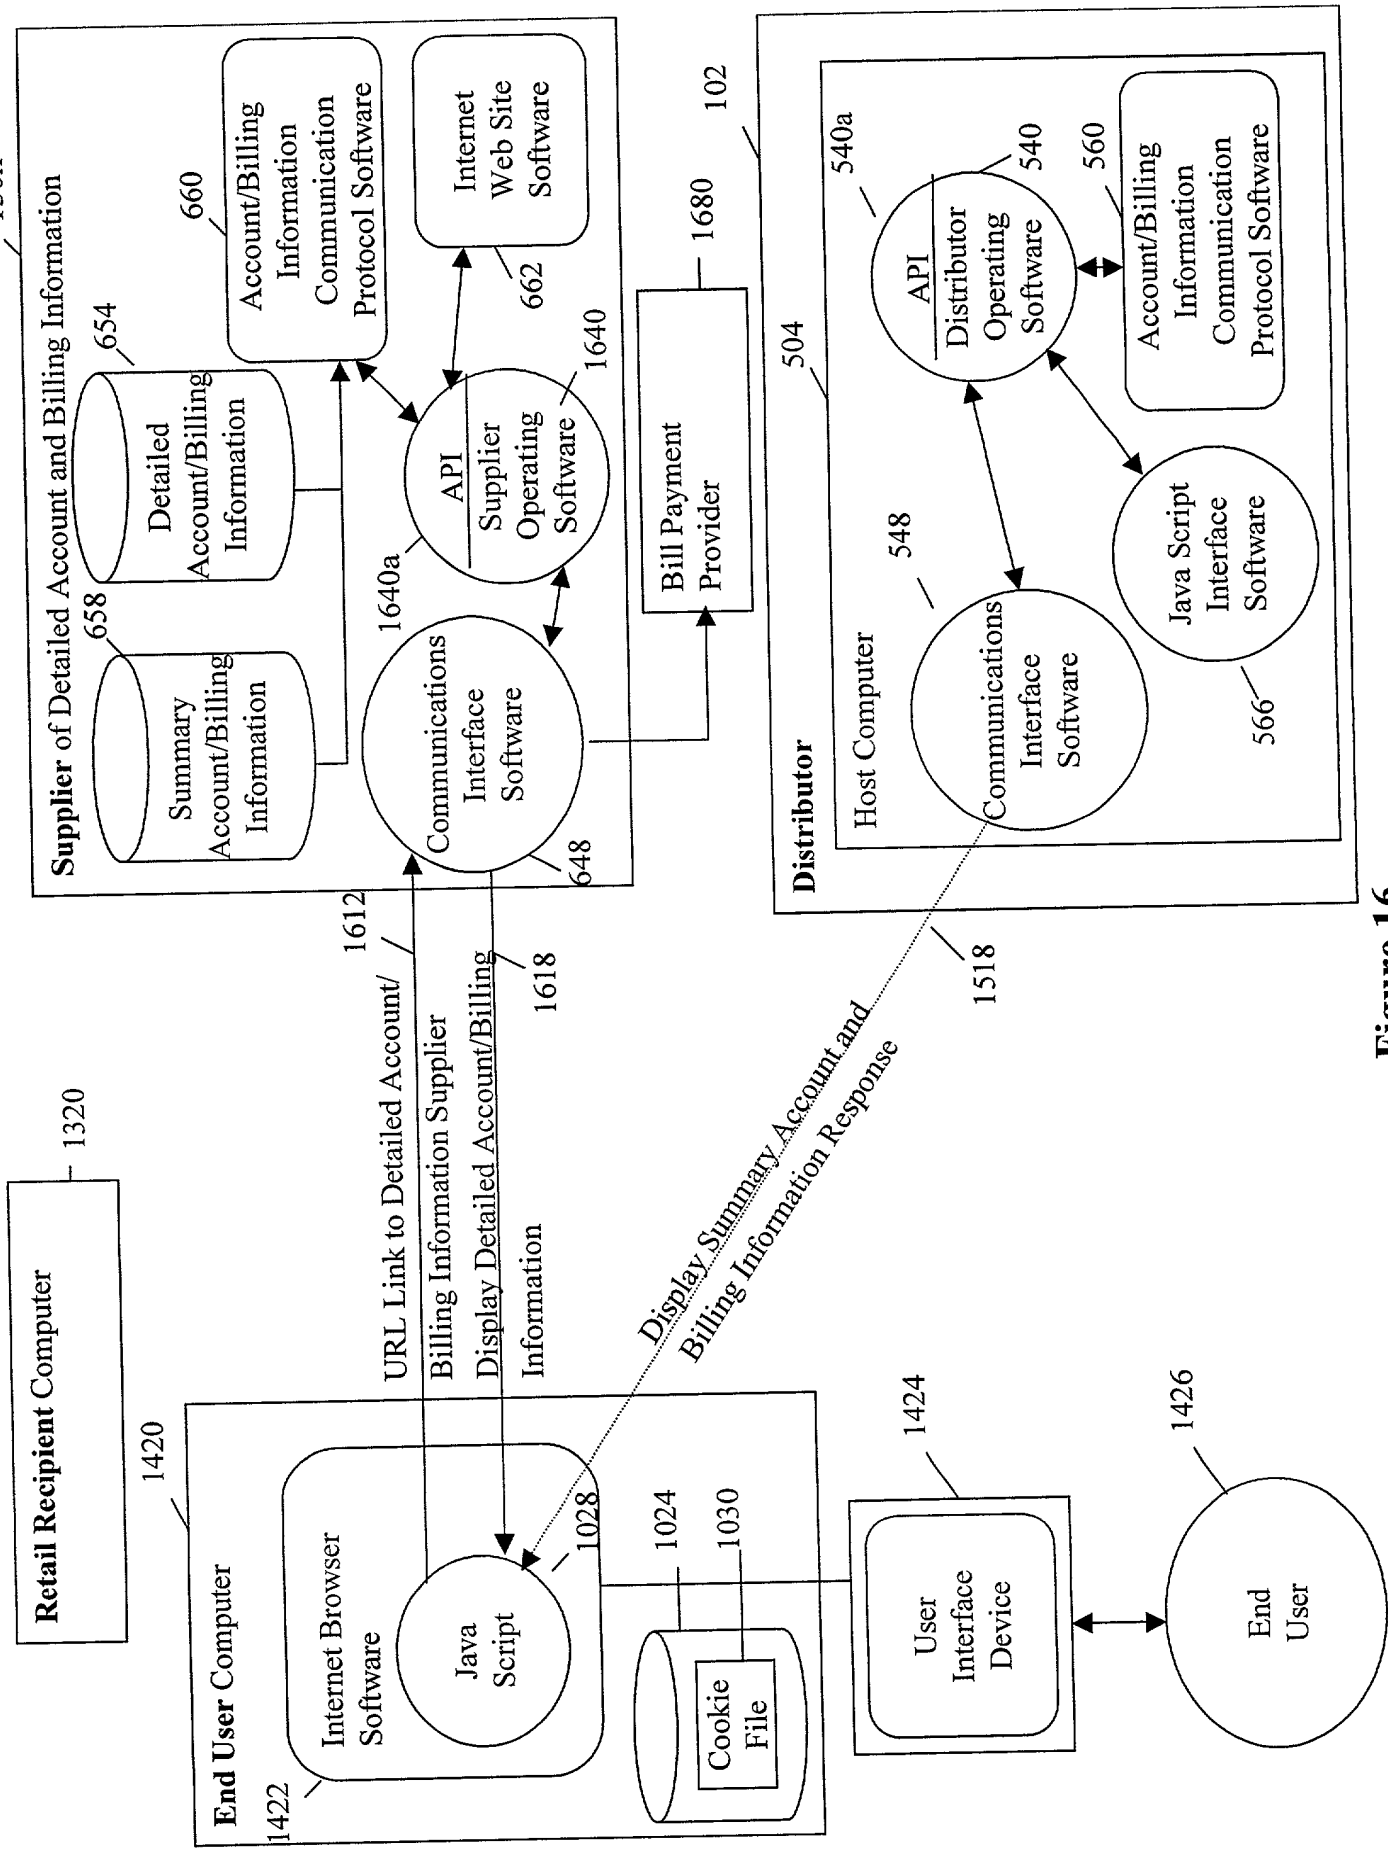 Retail Recipient Computer
1320
1420
End User Computer
1422
Internet Browser
Software
Java
Script
1028
1024
1030
Cookie
File
User
Interface
Device
1424
End
User
1426
URL Link to Detailed Account/
Billing Information Supplier
1612
Display Detailed Account/Billing
Information
1618
Display Summary Account and
Billing Information Response
1518
Supplier of Detailed Account and Billing Information
Summary
Account/Billing
Information
658
Detailed
Account/Billing
Information
654
660
Account/Billing
Information
Communication
Protocol Software
Internet
Web Site
Software
662
Communications
Interface
Software
648
1640a
API
Supplier
Operating
Software
1640
Bill Payment
Provider
1680
102
Distributor
504
Host Computer
Communications
Interface
Software
548
540a
API
Distributor
Operating
Software
540
560
Account/Billing
Information
Communication
Protocol Software
Java Script
Interface
Software
566
Figure 16